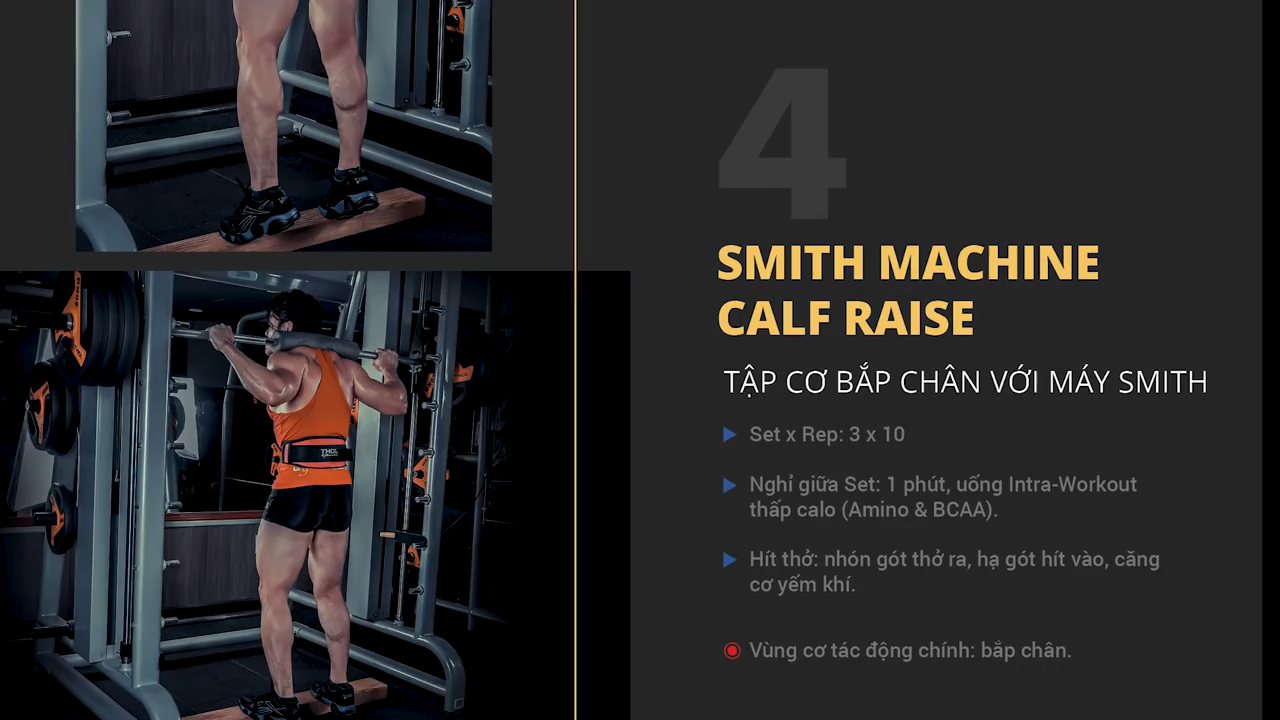 4
SMITH MACHINE
CALF RAISE
TẬP CƠ BẮP CHÂN VỚI MÁY SMITH
Set x Rep: 3 x 10
Nghỉ giữa Set: 1 phút, uống Intra-Workout
thấp calo (Amino & BCAA).
Hít thở: nhón gót thở ra, hạ gót hít vào, căng
cơ yếm khí.
Vùng cơ tác động chính: bắp chân.